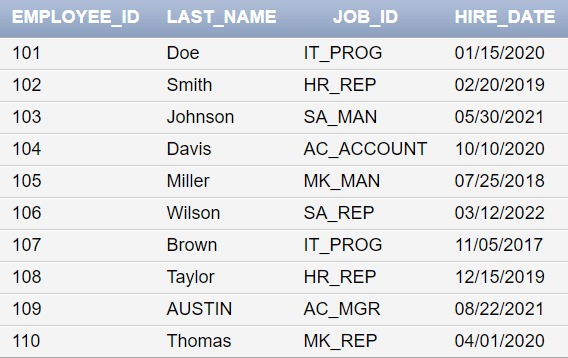 EMPLOYEE_ID LAST_NAME JOB_ID HIRE_DATE
101 Doe IT_PROG 01/15/2020
102 Smith HR_REP 02/20/2019
103 Johnson SA_MAN 05/30/2021
104 Davis AC_ACCOUNT 10/10/2020
105 Miller MK_MAN 07/25/2018
106 Wilson SA_REP 03/12/2022
107 Brown IT_PROG 11/05/2017
108 Taylor HR_REP 12/15/2019
109 AUSTIN AC_MGR 08/22/2021
110 Thomas MK_REP 04/01/2020